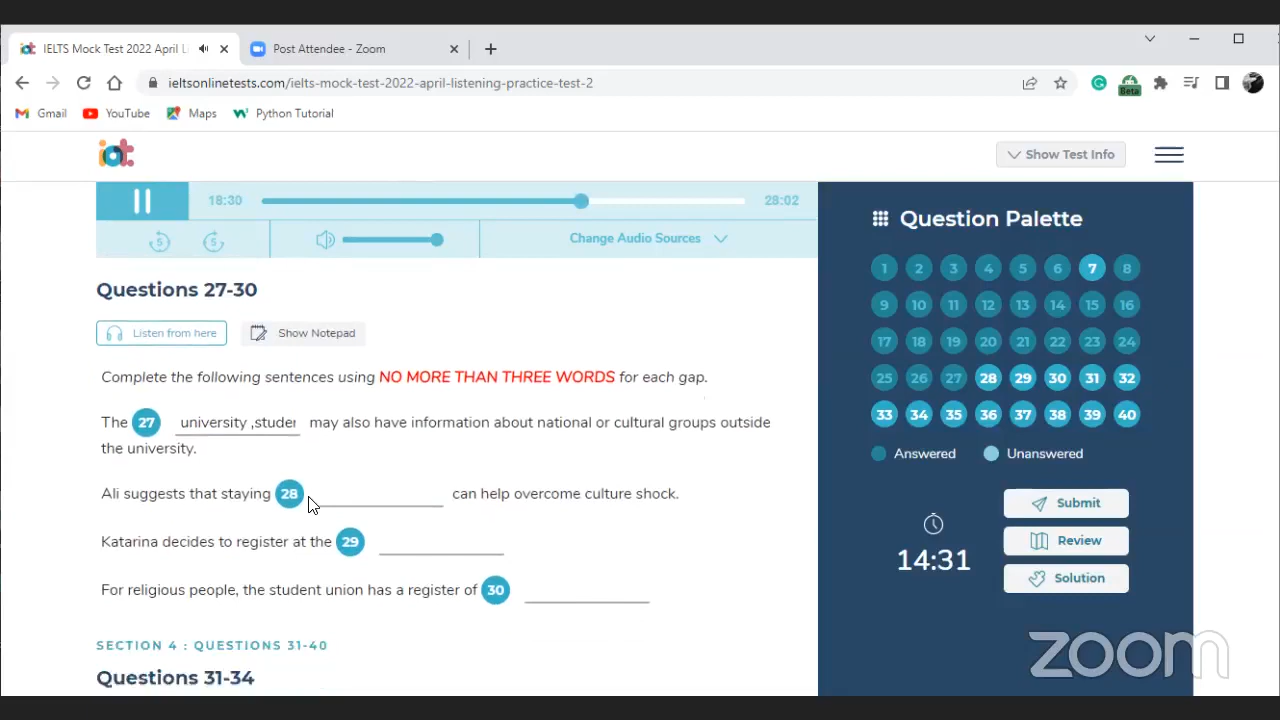 IELTS Mock Test 2022 April L
Post Attendee - Zoom
ieltsonlinetests.com/ielts-mock-test-2022-april-listening-practice-test-2
Beta
Gmail
YouTube
Maps
Python Tutorial
iot
Show Test Info
18:30
28:02
5
5
Change Audio Sources
Questions 27-30
Listen from here
Show Notepad
Complete the following sentences using NO MORE THAN THREE WORDS for each gap.
The 27 university ,studer may also have information about national or cultural groups outside
the university.
Ali suggests that staying 28 can help overcome culture shock.
Katarina decides to register at the 29
For religious people, the student union has a register of 30
SECTION 4 : QUESTIONS 31-40
Questions 31-34
Question Palette
1 2 3 4 5 6 7 8
9 10 11 12 13 14 15 16
17 18 19 20 21 22 23 24
25 26 27 28 29 30 31 32
33 34 35 36 37 38 39 40
Answered
Unanswered
14:31
Submit
Review
Solution
zoom